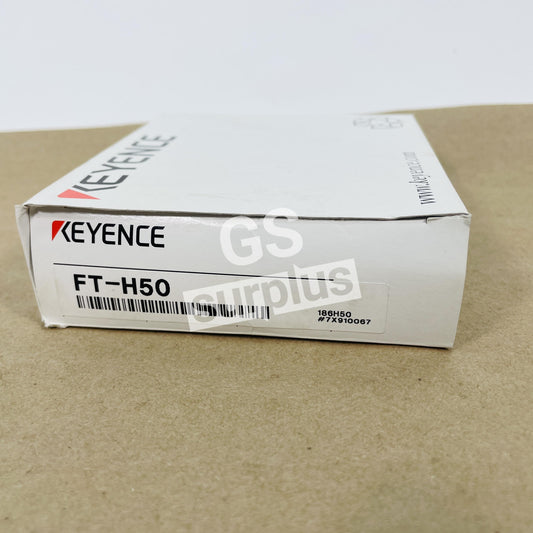 KEYENCE
www.keyence.com
KEYENCE
FT-H50
186H50
#7X910067
GS
surplus